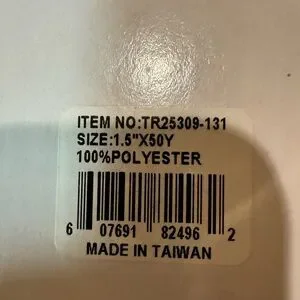 ITEM NO:TR25309-131
SIZE:1.5"X50Y
100%POLYESTER
6 07691 82496 2
MADE IN TAIWAN